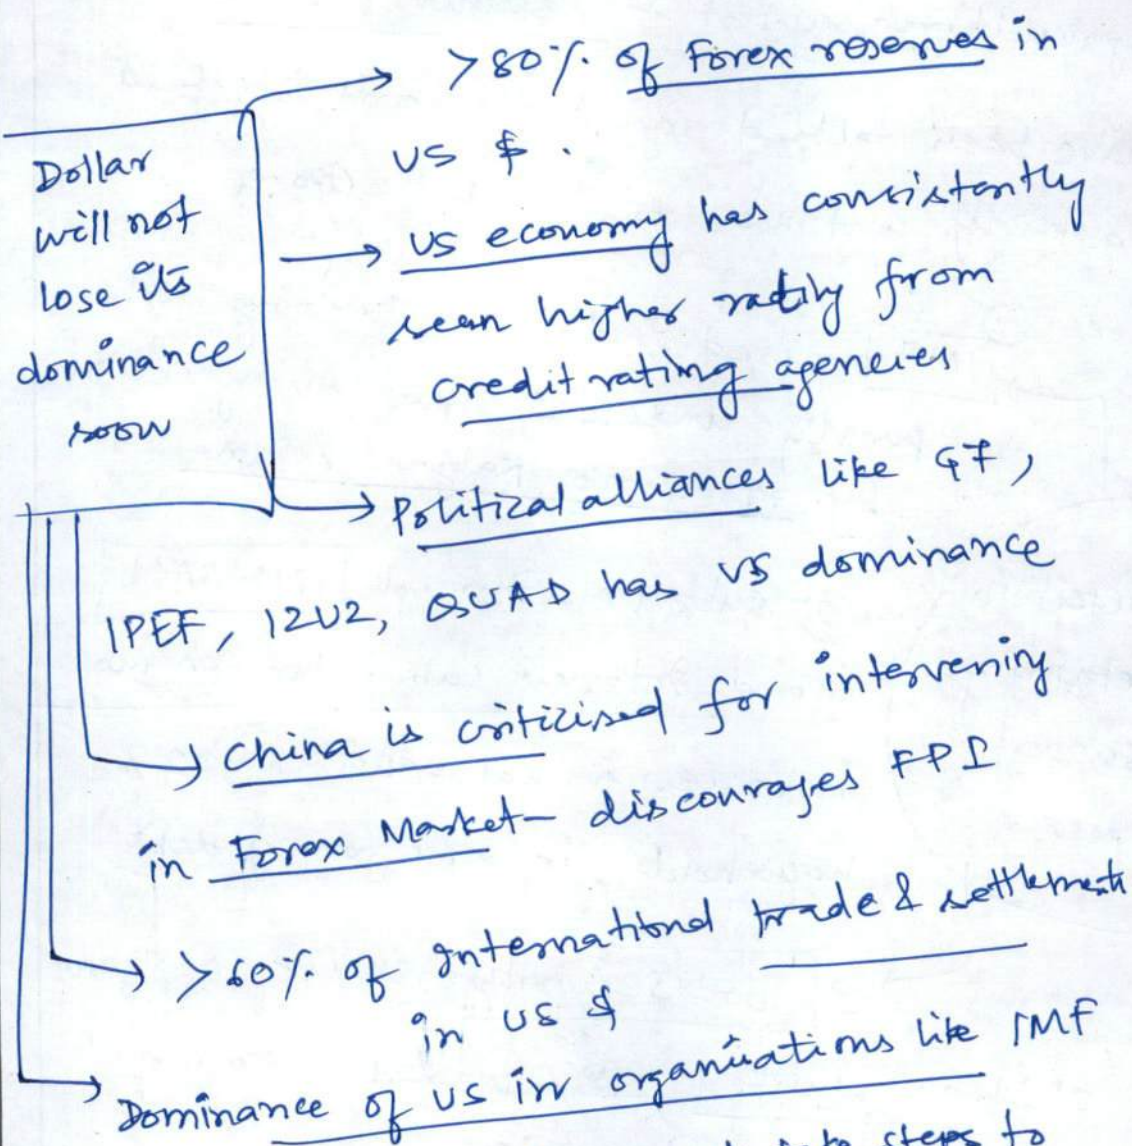 > 80% of Forex reserves in
US $.
Dollar
will not
lose its
dominance
soon
US economy has consistently
seen higher rating from
credit rating agencies
Political alliances like G7,
IPEF, I2U2, QUAD has US dominance
China is criticised for intervening
in Forex Market - discourages FPI
> 60% of International trade & settlements
in US $
Dominance of US in organisations like IMF
steps to